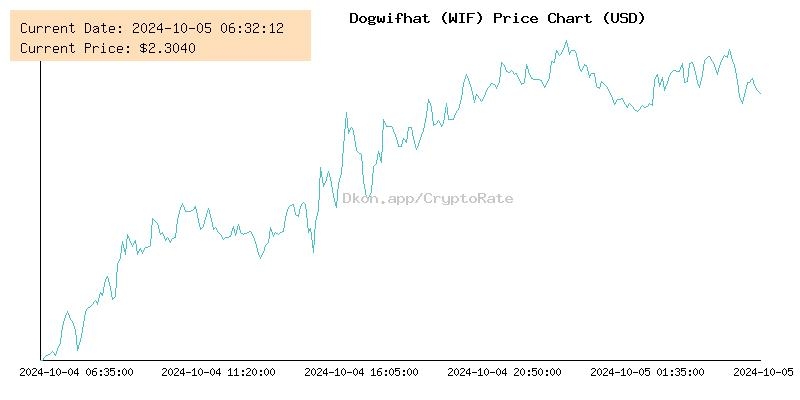 Dogwifhat (WIF) Price Chart (USD)
Current Date: 2024-10-05 06:32:12
Current Price: $2.3040
Dkon.app/CryptoRate
2024-10-04 06:35:00 2024-10-04 11:20:00 2024-10-04 16:05:00 2024-10-04 20:50:00 2024-10-05 01:35:00 2024-10-05